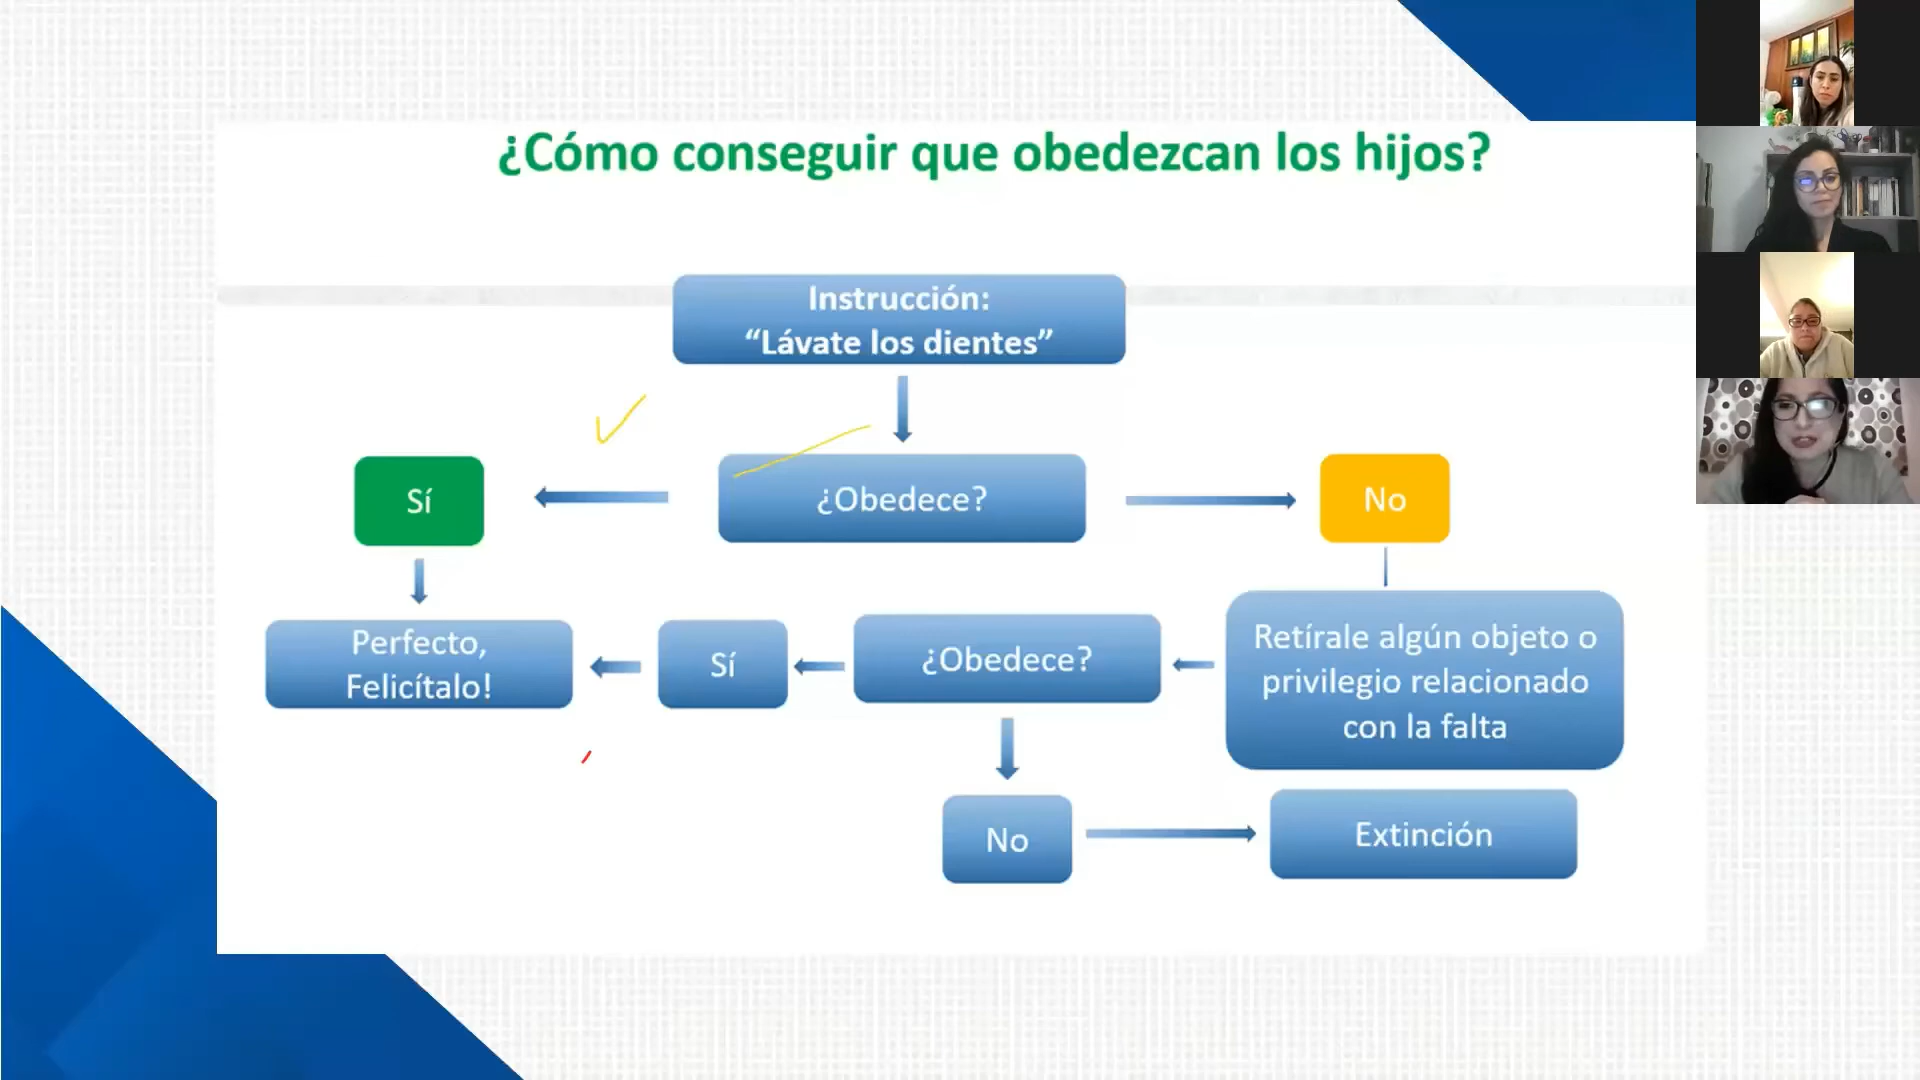 ¿Cómo conseguir que obedezcan los hijos?
Instrucción:
“Lávate los dientes”
Sí
¿Obedece?
No
Perfecto,
Felicítalo!
Sí
¿Obedece?
Retírale algún objeto o
privilegio relacionado
con la falta
No
Extinción